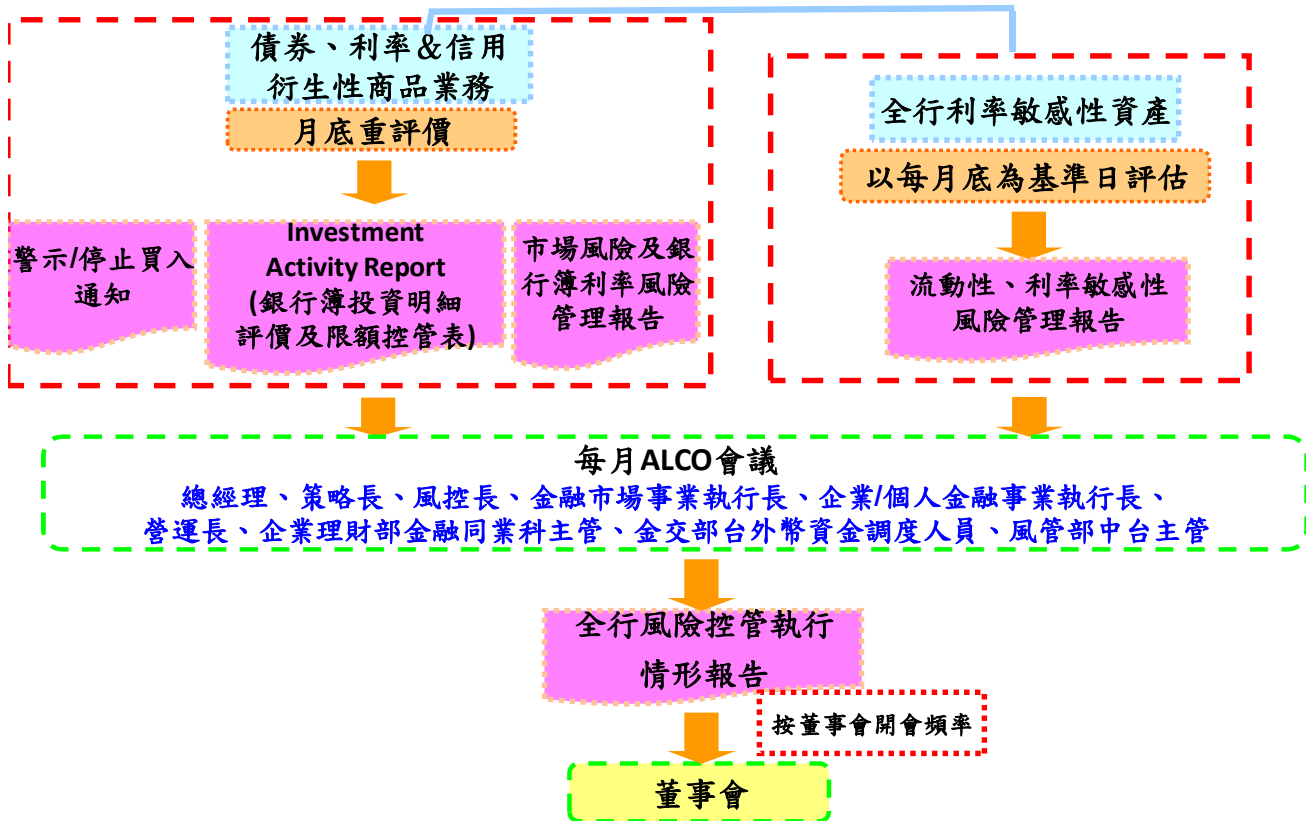 債券、利率＆信用
衍生性商品業務
月底重評價
警示/停止買入
通知
Investment
Activity Report
(銀行簿投資明細
評價及限額控管表)
市場風險及銀
行簿利率風險
管理報告
全行利率敏感性資產
以每月底為基準日評估
流動性、利率敏感性
風險管理報告
每月ALCO會議
總經理、策略長、風控長、金融市場事業執行長、企業/個人金融事業執行長、
營運長、企業理財部金融同業科主管、金交部台外幣資金調度人員、風管部中台主管
全行風險控管執行
情形報告
按董事會開會頻率
董事會